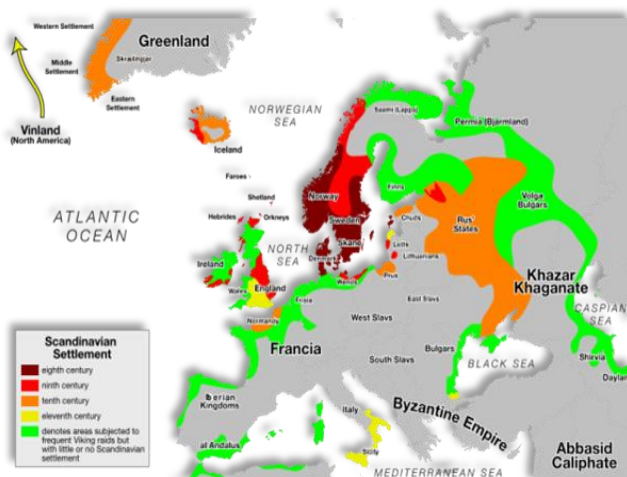 Western Settlement
Greenland
Skrælingar
Middle
Settlement
Eastern
Settlement
Vinland
(North America)
NORWEGIAN
SEA
Iceland
Saami (Lapps)
Permia (Bjarmland)
Faroes
Shetland
Hebrides
Orkneys
Norway
Sweden
Skåne
Denmark
Finns
Chuds
Rus'
States
Volga
Bulgars
ATLANTIC
OCEAN
NORTH
SEA
Letts
Lithuanians
Prus
Wends
Ireland
Wales
England
Frisia
Normandy
East Slavs
West Slavs
Khazar
Khaganate
CASPIAN
SEA
Francia
South Slavs
Bulgars
BLACK SEA
Shirvia
Daylan
Iberian
Kingdoms
al Andalus
Italy
Sicily
Byzantine Empire
Abbasid
Caliphate
MEDITERRANEAN SEA
Scandinavian
Settlement
eighth century
ninth century
tenth century
eleventh century
denotes areas subjected to
frequent Viking raids but
with little or no Scandinavian
settlement